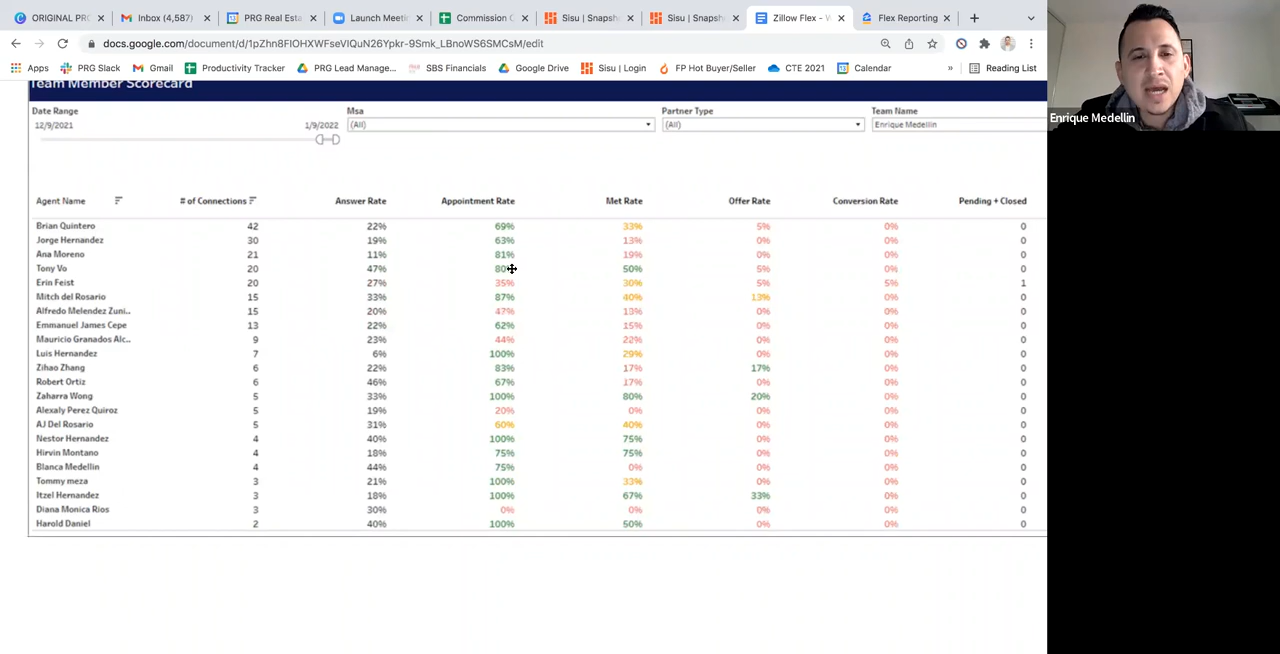 ORIGINAL PRO
Inbox (4,587)
PRG Real Esta
Launch Meeti
Commission C
Sisu | Snapsh
Sisu | Snapsh
Zillow Flex - W
Flex Reporting
docs.google.com/document/d/1pZhn8FIOHXWFseVIQuN26Ypkr-9Smk_LBnoWS6SMCsM/edit
Apps PRG Slack Gmail Productivity Tracker PRG Lead Manage... SBS Financials Google Drive Sisu | Login FP Hot Buyer/Seller CTE 2021 Calendar » Reading List
Team Member Scorecard
Date Range Msa Partner Type Team Name
12/9/2021 1/9/2022 (All) (All) Enrique Medellin
Agent Name # of Connections Answer Rate Appointment Rate Met Rate Offer Rate Conversion Rate Pending + Closed
Brian Quintero 42 22% 69% 33% 5% 0% 0
Jorge Hernandez 30 19% 63% 13% 0% 0% 0
Ana Moreno 21 11% 81% 19% 0% 0% 0
Tony Vo 20 47% 80 50% 5% 0% 0
Erin Feist 20 27% 35% 30% 5% 5% 1
Mitch del Rosario 15 33% 87% 40% 13% 0% 0
Alfredo Melendez Zuni.. 15 20% 47% 13% 0% 0% 0
Emmanuel James Cepe 13 22% 62% 15% 0% 0% 0
Mauricio Granados Alc.. 9 23% 44% 22% 0% 0% 0
Luis Hernandez 7 6% 100% 29% 0% 0% 0
Zihao Zhang 6 22% 83% 17% 17% 0% 0
Robert Ortiz 6 46% 67% 17% 0% 0% 0
Zaharra Wong 5 33% 100% 80% 20% 0% 0
Alexaly Perez Quiroz 5 19% 20% 0% 0% 0% 0
AJ Del Rosario 5 31% 60% 40% 0% 0% 0
Nestor Hernandez 4 40% 100% 75% 0% 0% 0
Hirvin Montano 4 18% 75% 75% 0% 0% 0
Blanca Medellin 4 44% 75% 0% 0% 0% 0
Tommy meza 3 21% 100% 33% 0% 0% 0
Itzel Hernandez 3 18% 100% 67% 33% 0% 0
Diana Monica Rios 3 30% 0% 0% 0% 0% 0
Harold Daniel 2 40% 100% 50% 0% 0% 0
Enrique Medellin